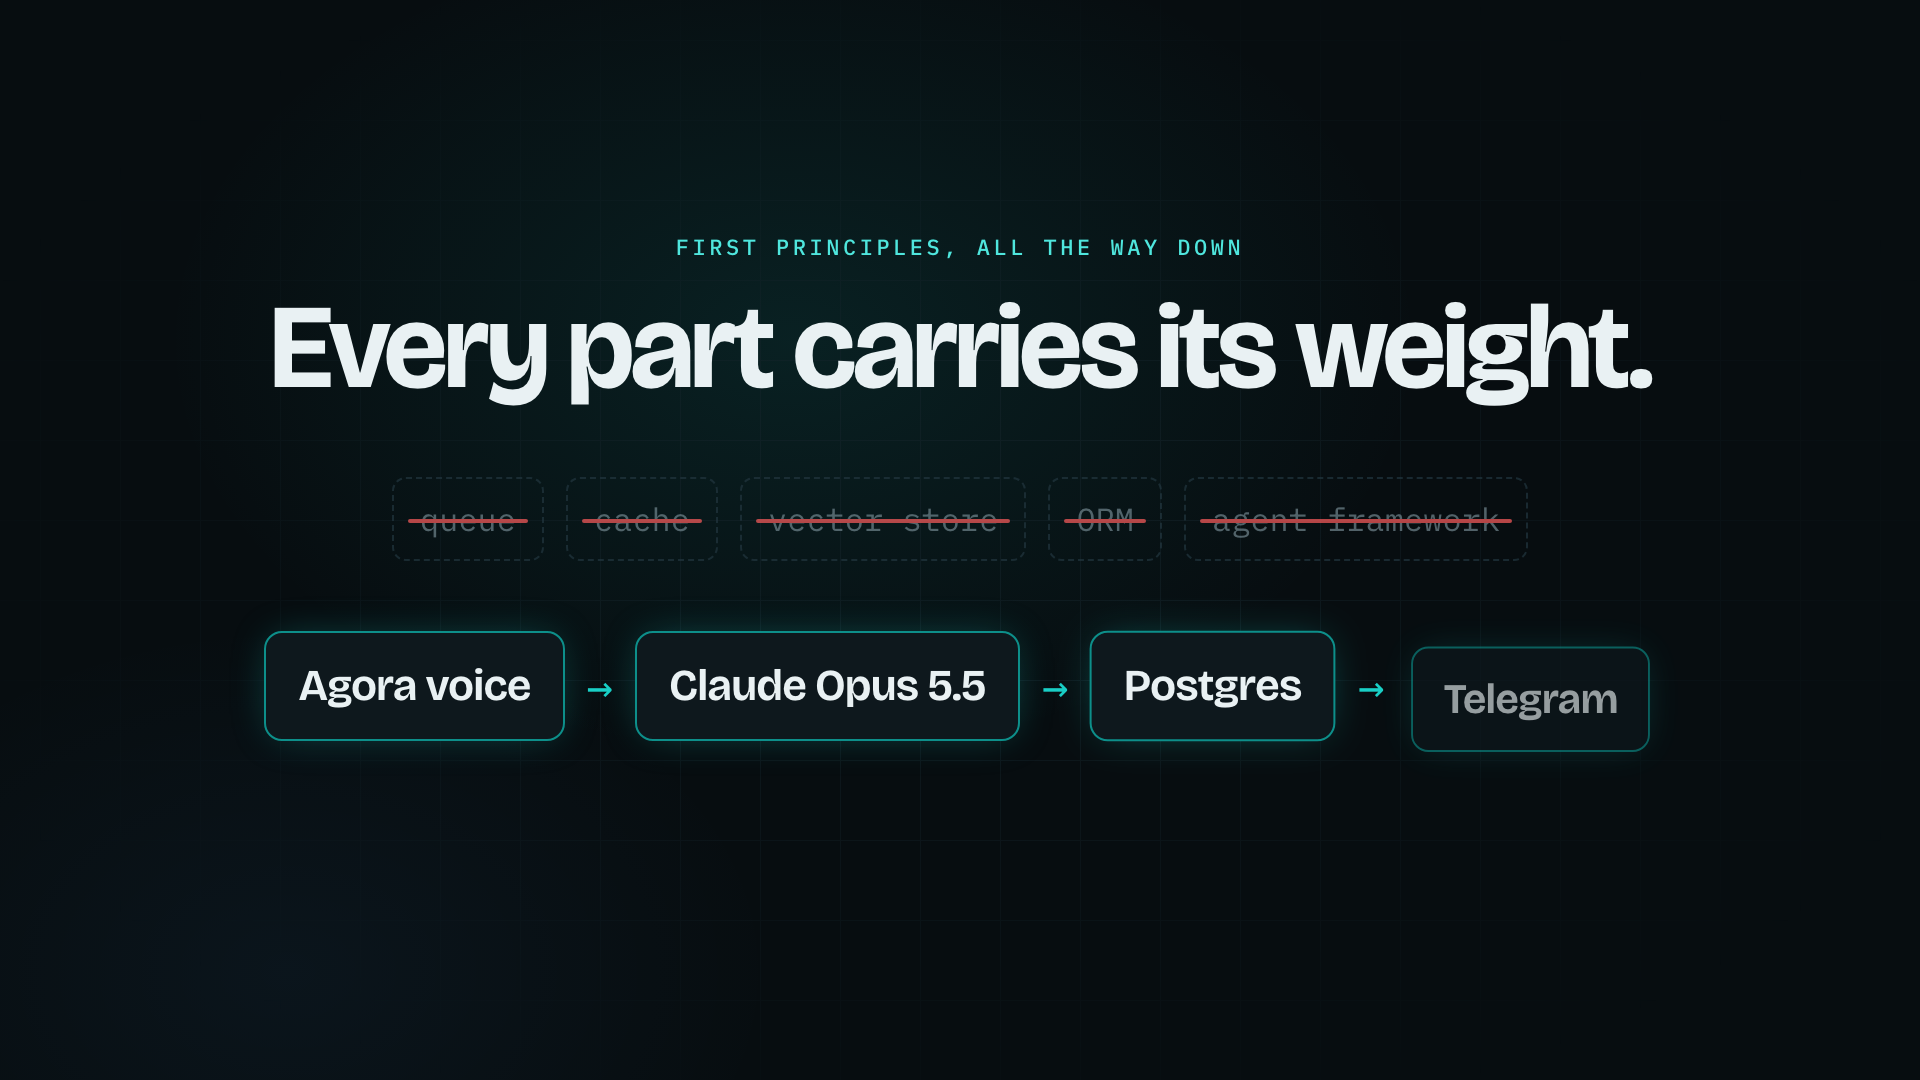 FIRST PRINCIPLES, ALL THE WAY DOWN
Every part carries its weight.
queue cache vector store ORM agent framework
Agora voice → Claude Opus 5.5 → Postgres → Telegram